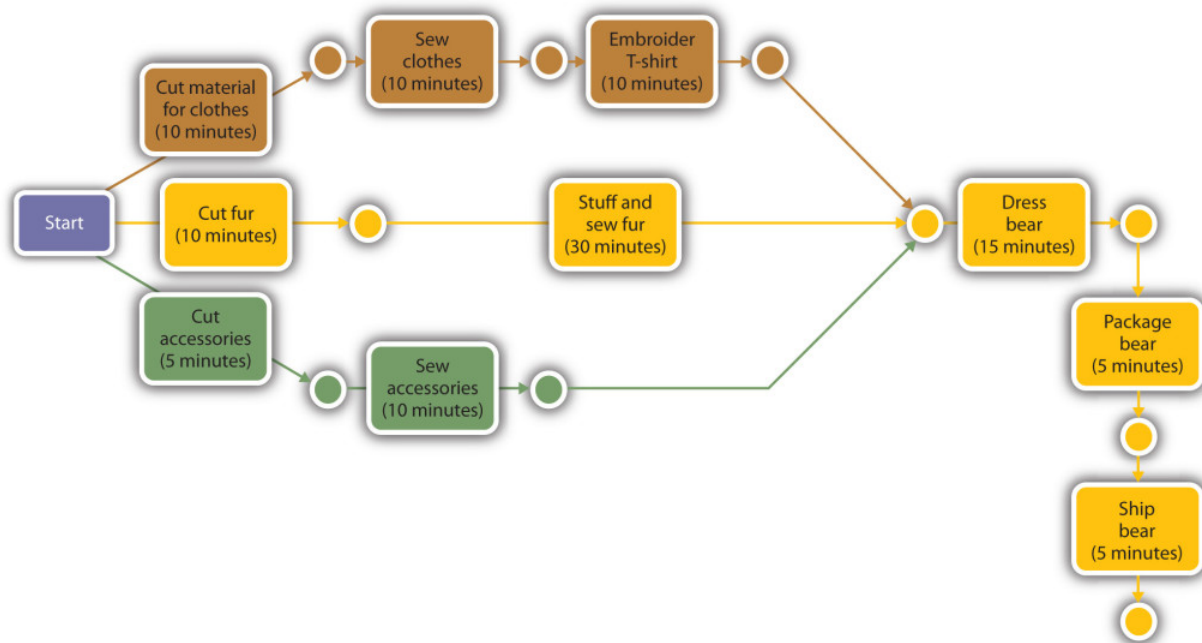 Sew
clothes
(10 minutes)
Embroider
T-shirt
(10 minutes)
Cut material
for clothes
(10 minutes)
Start
Cut fur
(10 minutes)
Stuff and
sew fur
(30 minutes)
Dress
bear
(15 minutes)
Cut
accessories
(5 minutes)
Sew
accessories
(10 minutes)
Package
bear
(5 minutes)
Ship
bear
(5 minutes)